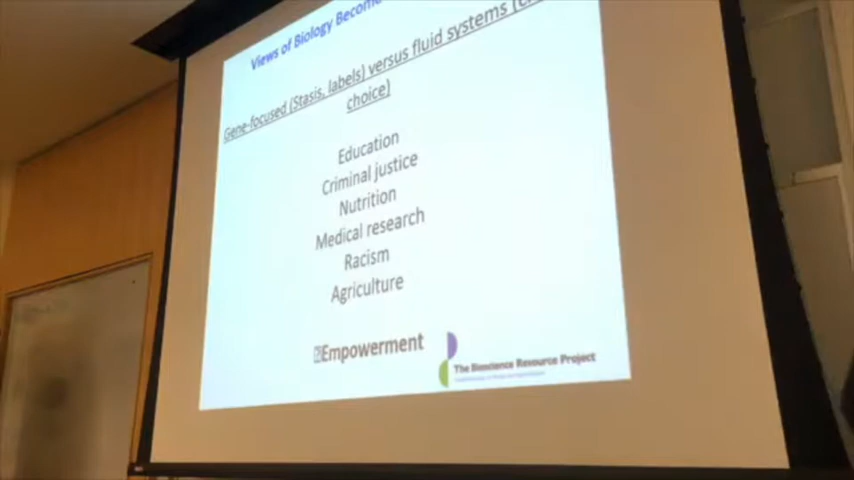 Views of Biology Become
Gene-focused (Stasis, labels) versus fluid systems (
choice)
Education
Criminal justice
Nutrition
Medical research
Racism
Agriculture
Empowerment
The Bioscience Resource Project